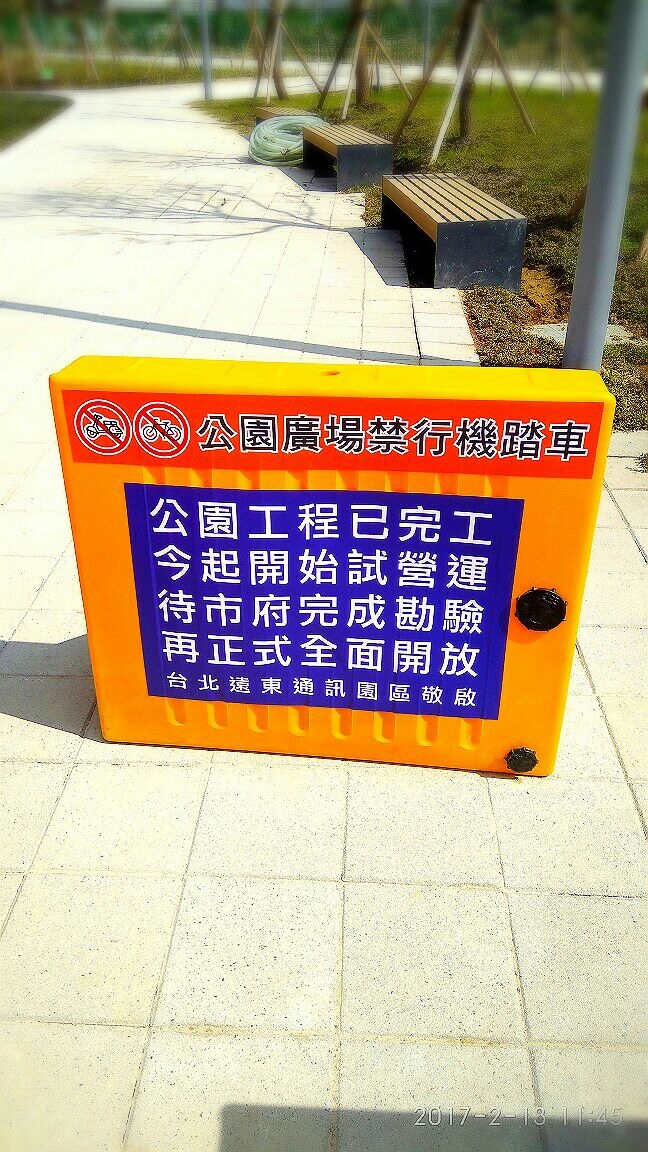 公園廣場禁行機踏車
公園工程已完工
今起開始試營運
待市府完成勘驗
再正式全面開放
台北遠東通訊園區敬啟
2017-2-13 11:45